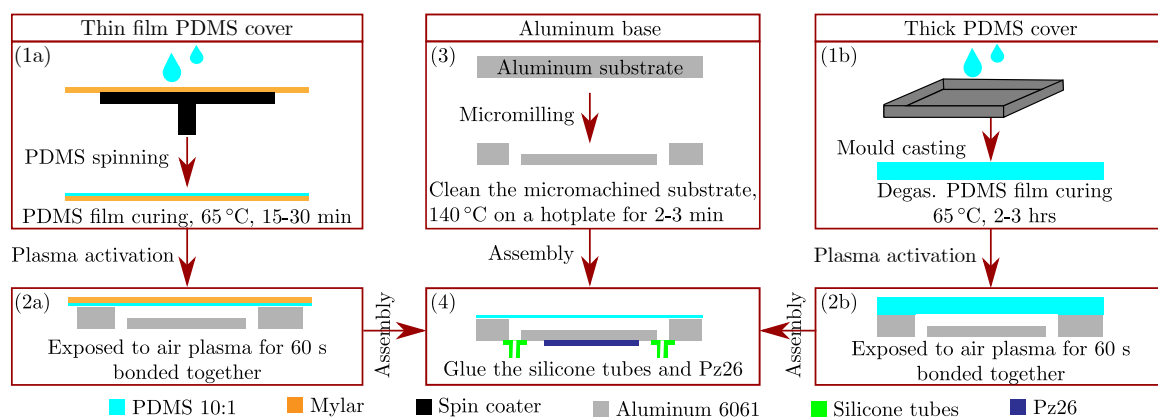 Thin film PDMS cover
(1a)
PDMS spinning
PDMS film curing, 65 °C, 15-30 min
Plasma activation
(2a)
Exposed to air plasma for 60 s
bonded together
Assembly
Aluminum base
(3)
Aluminum substrate
Micromilling
Clean the micromachined substrate,
140 °C on a hotplate for 2-3 min
Assembly
(4)
Glue the silicone tubes and Pz26
Thick PDMS cover
(1b)
Mould casting
Degas. PDMS film curing
65 °C, 2-3 hrs
Plasma activation
(2b)
Exposed to air plasma for 60 s
bonded together
Assembly
PDMS 10:1
Mylar
Spin coater
Aluminum 6061
Silicone tubes
Pz26